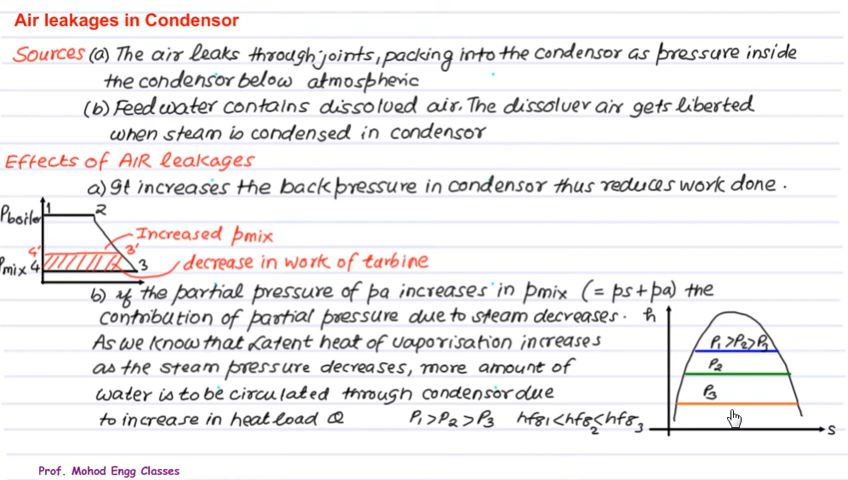 Air leakages in Condensor
Sources (a) The air leaks through joints, packing into the condensor as pressure inside
the condensor below atmospheric
(b) Feed water contains dissolued air. The dissoluer air gets liberted
when steam is condensed in condensor
Effects of AIR leakages
a) It increases the back pressure in condensor thus reduces work done.
Pboiler 1 2
Increased pmix
4' 3'
Pmix 4 3 decrease in work of tarbine
b) if the partial pressure of pa increases in pmix (= ps + pa) the
contribution of partial pressure due to steam decreases. h
As we know that Latent heat of vaporisation increases P1 > P2 > P3
as the steam pressure decreases, more amount of P2
water is to be circulated through condensor due P3
to increase in heat load Q P1 > P2 > P3 hfg1 < hfg2 < hfg3 s
Prof. Mohod Engg Classes